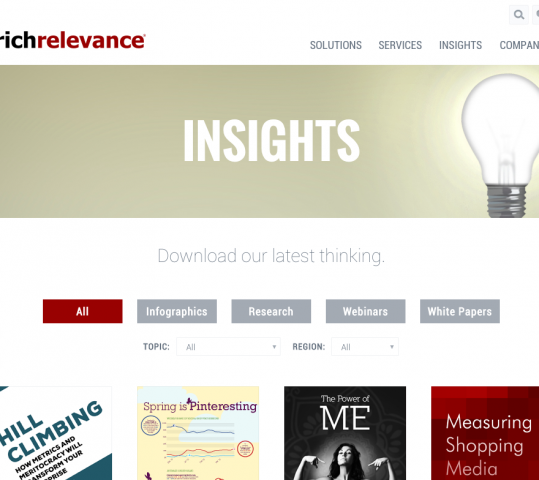 richrelevance
SOLUTIONS SERVICES INSIGHTS
INSIGHTS
Download our latest thinking.
All Infographics Research Webinars White Papers
TOPIC: All REGION: All
HILL
CLIMBING
HOW METRICS AND
MERITOCRACY WILL
TRANSFORM YOUR
Spring is Pinteresting
The Power of
ME
Measuring
Shopping
Media